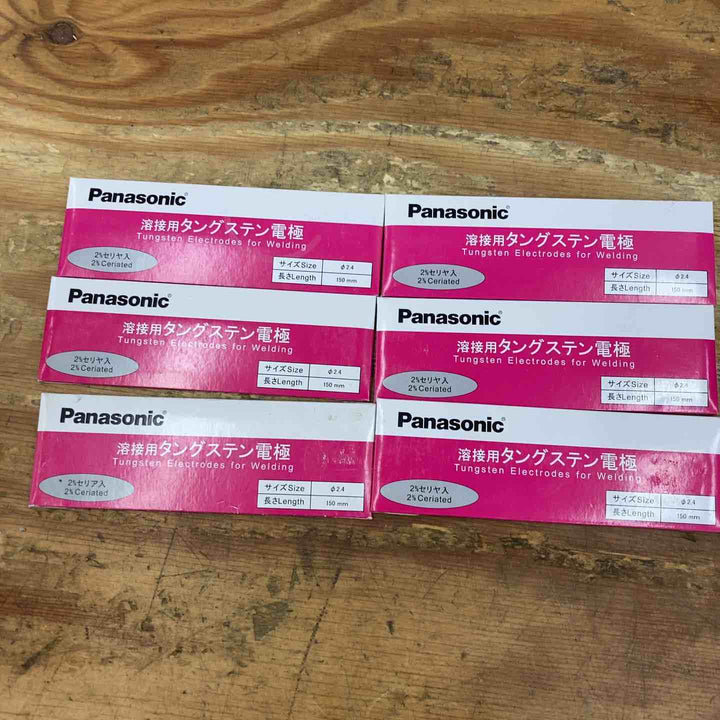 Panasonic®
溶接用タングステン電極
Tungsten Electrodes for Welding
2%セリヤ入
2% Ceriated
サイズSize φ2.4
長さLength 150 mm
Panasonic®
溶接用タングステン電極
Tungsten Electrodes for Welding
2%セリヤ入
2% Ceriated
サイズSize φ2.4
長さLength 150 mm
Panasonic®
溶接用タングステン電極
Tungsten Electrodes for Welding
2%セリヤ入
2% Ceriated
サイズSize φ2.4
長さLength 150 mm
Panasonic®
溶接用タングステン電極
Tungsten Electrodes for Welding
2%セリヤ入
2% Ceriated
サイズSize φ2.4
長さLength 150 mm
Panasonic®
溶接用タングステン電極
Tungsten Electrodes for Welding
* 2%セリア入
2% Ceriated
サイズSize φ2.4
長さLength 150 mm
Panasonic®
溶接用タングステン電極
Tungsten Electrodes for Welding
2%セリヤ入
2% Ceriated
サイズSize φ2.4
長さLength 150 mm